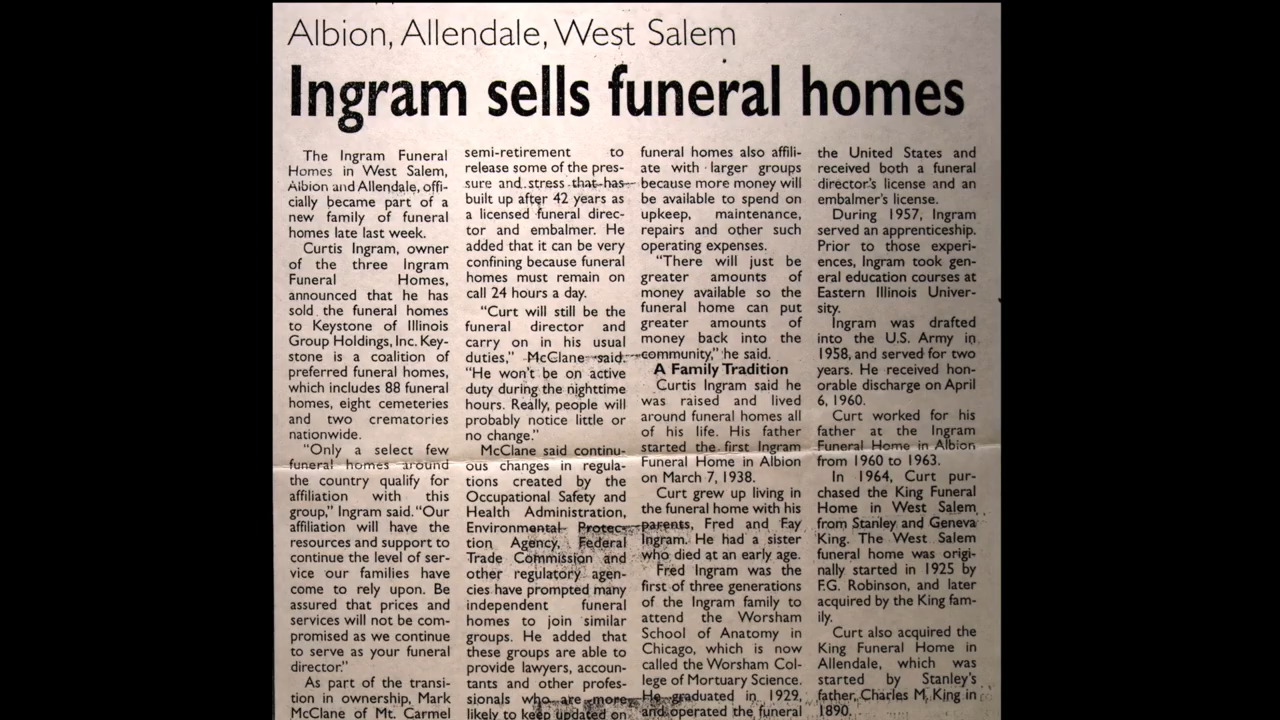 Albion, Allendale, West Salem
Ingram sells funeral homes
The Ingram Funeral
Homes in West Salem,
Albion and Allendale, offi-
cially became part of a
new family of funeral
homes late last week.
Curtis Ingram, owner
of the three Ingram
Funeral Homes,
announced that he has
sold the funeral homes
to Keystone of Illinois
Group Holdings, Inc. Key-
stone is a coalition of
preferred funeral homes,
which includes 88 funeral
homes, eight cemeteries
and two crematories
nationwide.
"Only a select few
funeral homes around
the country qualify for
affiliation with this
group," Ingram said. "Our
affiliation will have the
resources and support to
continue the level of ser-
vice our families have
come to rely upon. Be
assured that prices and
services will not be com-
promised as we continue
to serve as your funeral
director."
As part of the transi-
tion in ownership, Mark
McClane of Mt. Carmel
semi-retirement to
release some of the pres-
sure and stress that has
built up after 42 years as
a licensed funeral direc-
tor and embalmer. He
added that it can be very
confining because funeral
homes must remain on
call 24 hours a day.
"Curt will still be the
funeral director and
carry on in his usual
duties," McClane said.
"He won't be on active
duty during the nighttime
hours. Really, people will
probably notice little or
no change."
McClane said continu-
ous changes in regula-
tions created by the
Occupational Safety and
Health Administration,
Environmental Protec-
tion Agency, Federal
Trade Commission and
other regulatory agen-
cies have prompted many
independent funeral
homes to join similar
groups. He added that
these groups are able to
provide lawyers, accoun-
tants and other profes-
sionals who are more
likely to keep updated on
funeral homes also affili-
ate with larger groups
because more money will
be available to spend on
upkeep, maintenance,
repairs and other such
operating expenses.
"There will just be
greater amounts of
money available so the
funeral home can put
greater amounts of
money back into the
community," he said.
A Family Tradition
Curtis Ingram said he
was raised and lived
around funeral homes all
of his life. His father
started the first Ingram
Funeral Home in Albion
on March 7, 1938.
Curt grew up living in
the funeral home with his
parents, Fred and Fay
Ingram. He had a sister
who died at an early age.
Fred Ingram was the
first of three generations
of the Ingram family to
attend the Worsham
School of Anatomy in
Chicago, which is now
called the Worsham Col-
lege of Mortuary Science.
He graduated in 1929,
and operated the funeral
the United States and
received both a funeral
director's license and an
embalmer's license.
During 1957, Ingram
served an apprenticeship.
Prior to those experi-
ences, Ingram took gen-
eral education courses at
Eastern Illinois Univer-
sity.
Ingram was drafted
into the U.S. Army in
1958, and served for two
years. He received hon-
orable discharge on April
6, 1960.
Curt worked for his
father at the Ingram
Funeral Home in Albion
from 1960 to 1963.
In 1964, Curt pur-
chased the King Funeral
Home in West Salem
from Stanley and Geneva
King. The West Salem
funeral home was origi-
nally started in 1925 by
F.G. Robinson, and later
acquired by the King fam-
ily.
Curt also acquired the
King Funeral Home in
Allendale, which was
started by Stanley's
father, Charles M. King in
1890.